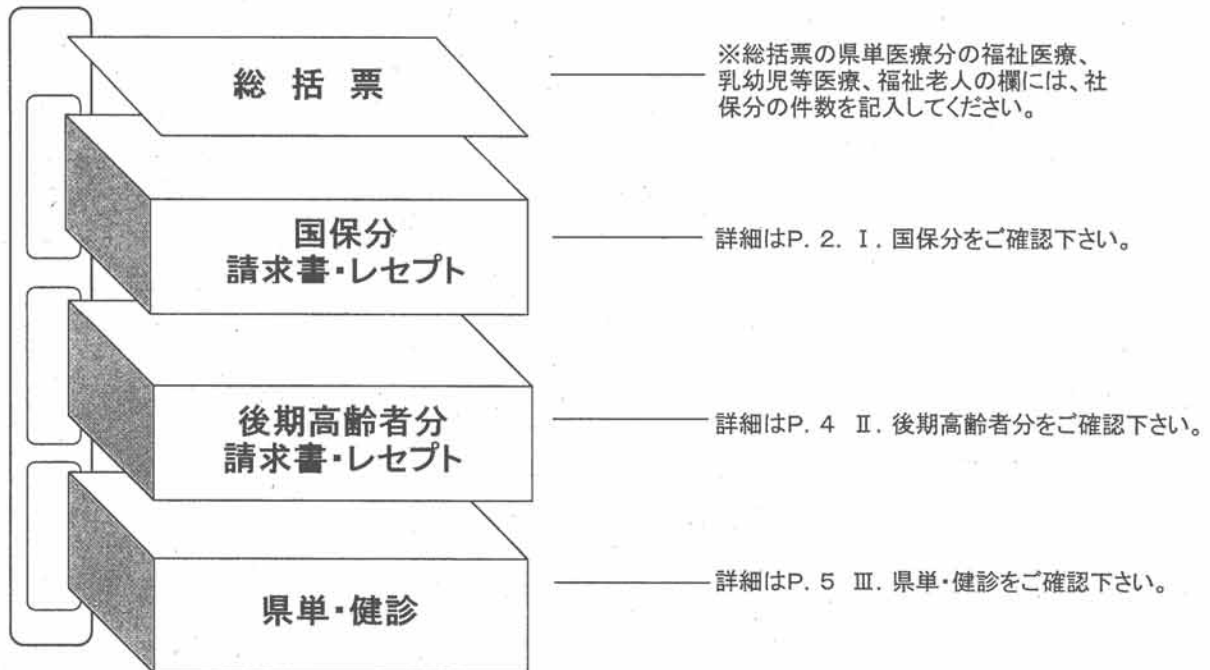 総括票
※総括票の県単医療分の福祉医療、
乳幼児等医療、福祉老人の欄には、社
保分の件数を記入してください。
国保分
請求書・レセプト
詳細はP. 2. Ⅰ. 国保分をご確認下さい。
後期高齢者分
請求書・レセプト
詳細はP. 4 Ⅱ. 後期高齢者分をご確認下さい。
県単・健診
詳細はP. 5 Ⅲ. 県単・健診をご確認下さい。